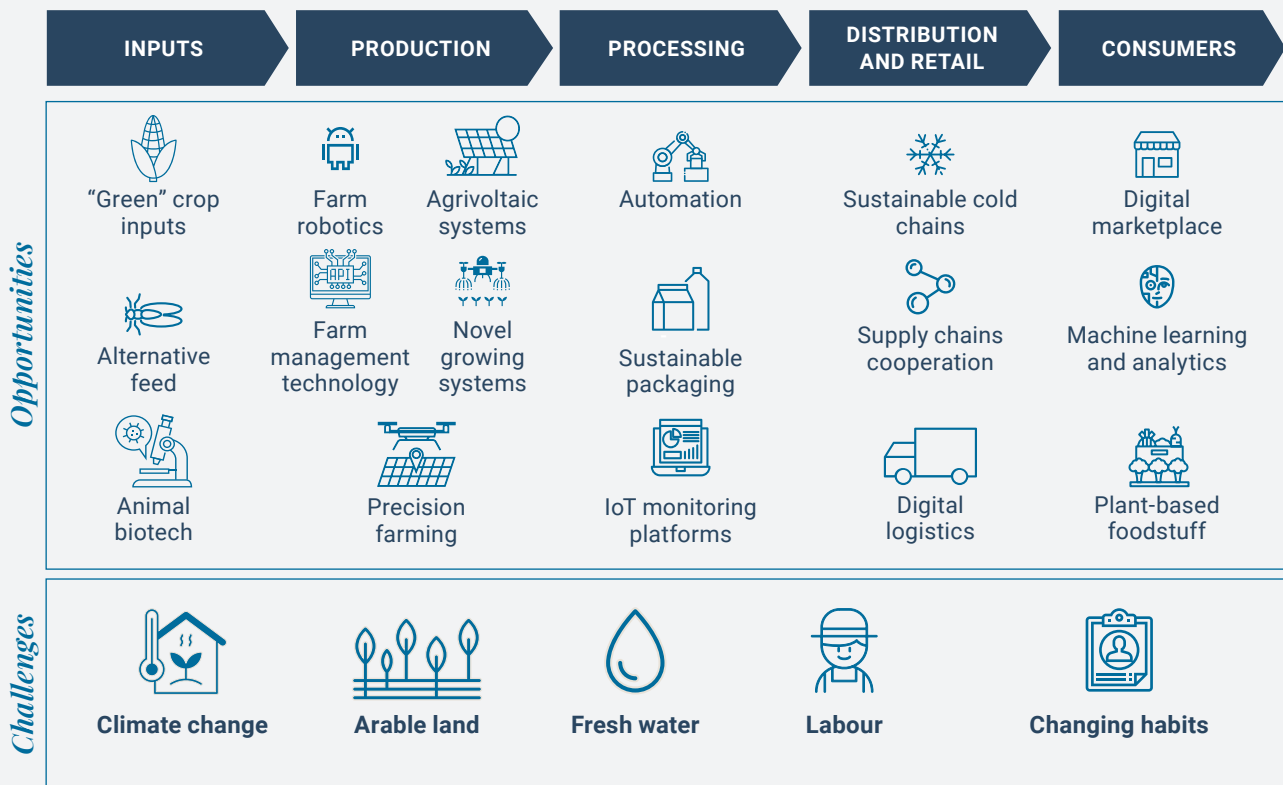 INPUTS
PRODUCTION
PROCESSING
DISTRIBUTION
AND RETAIL
CONSUMERS
Opportunities
“Green” crop
inputs
Farm
robotics
Agrivoltaic
systems
Automation
Sustainable cold
chains
Digital
marketplace
API
Alternative
feed
Farm
management
technology
Novel
growing
systems
Sustainable
packaging
Supply chains
cooperation
Machine learning
and analytics
Animal
biotech
Precision
farming
IoT monitoring
platforms
Digital
logistics
Plant-based
foodstuff
Challenges
Climate change
Arable land
Fresh water
Labour
Changing habits